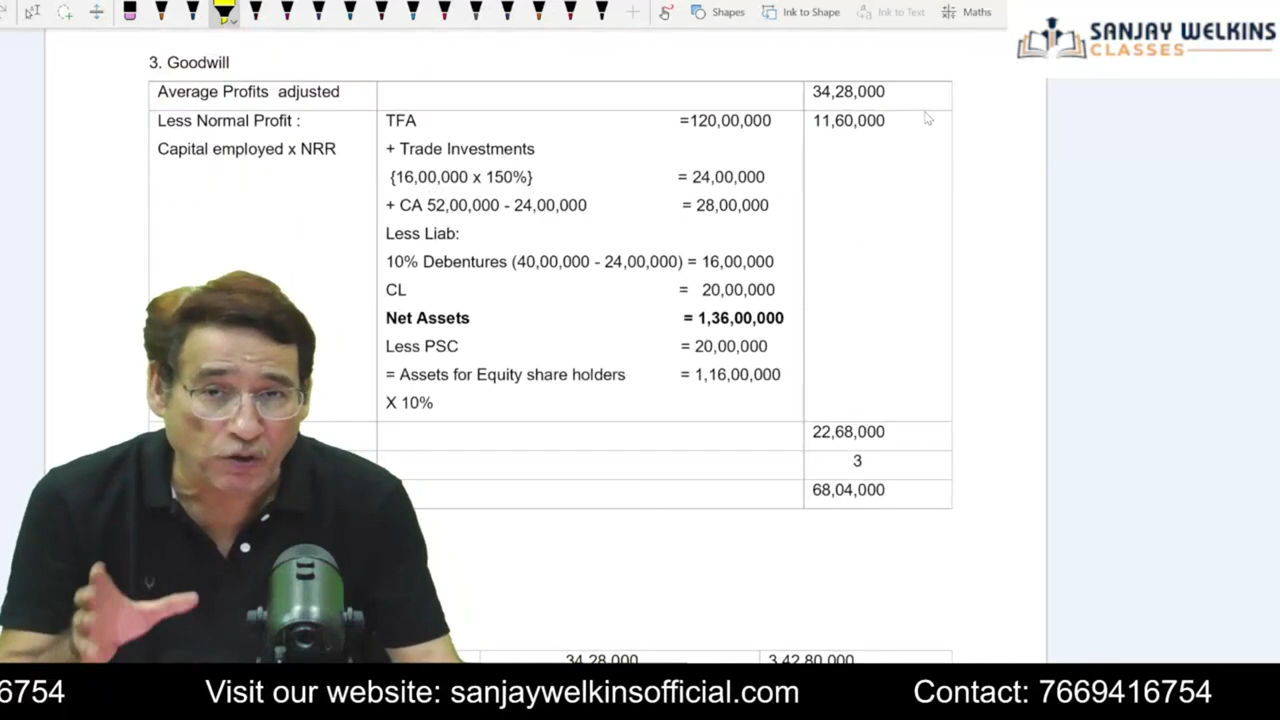 Shapes Ink to Shape Ink to Text Maths
SANJAY WELKINS
CLASSES
3. Goodwill
Average Profits adjusted 34,28,000
Less Normal Profit : TFA =120,00,000 11,60,000
Capital employed x NRR + Trade Investments
{16,00,000 x 150%} = 24,00,000
+ CA 52,00,000 - 24,00,000 = 28,00,000
Less Liab:
10% Debentures (40,00,000 - 24,00,000) = 16,00,000
CL = 20,00,000
Net Assets = 1,36,00,000
Less PSC = 20,00,000
= Assets for Equity share holders = 1,16,00,000
X 10%
22,68,000
3
68,04,000
34,28,000 3,42,80,000
6754 Visit our website: sanjaywelkinsofficial.com Contact: 7669416754